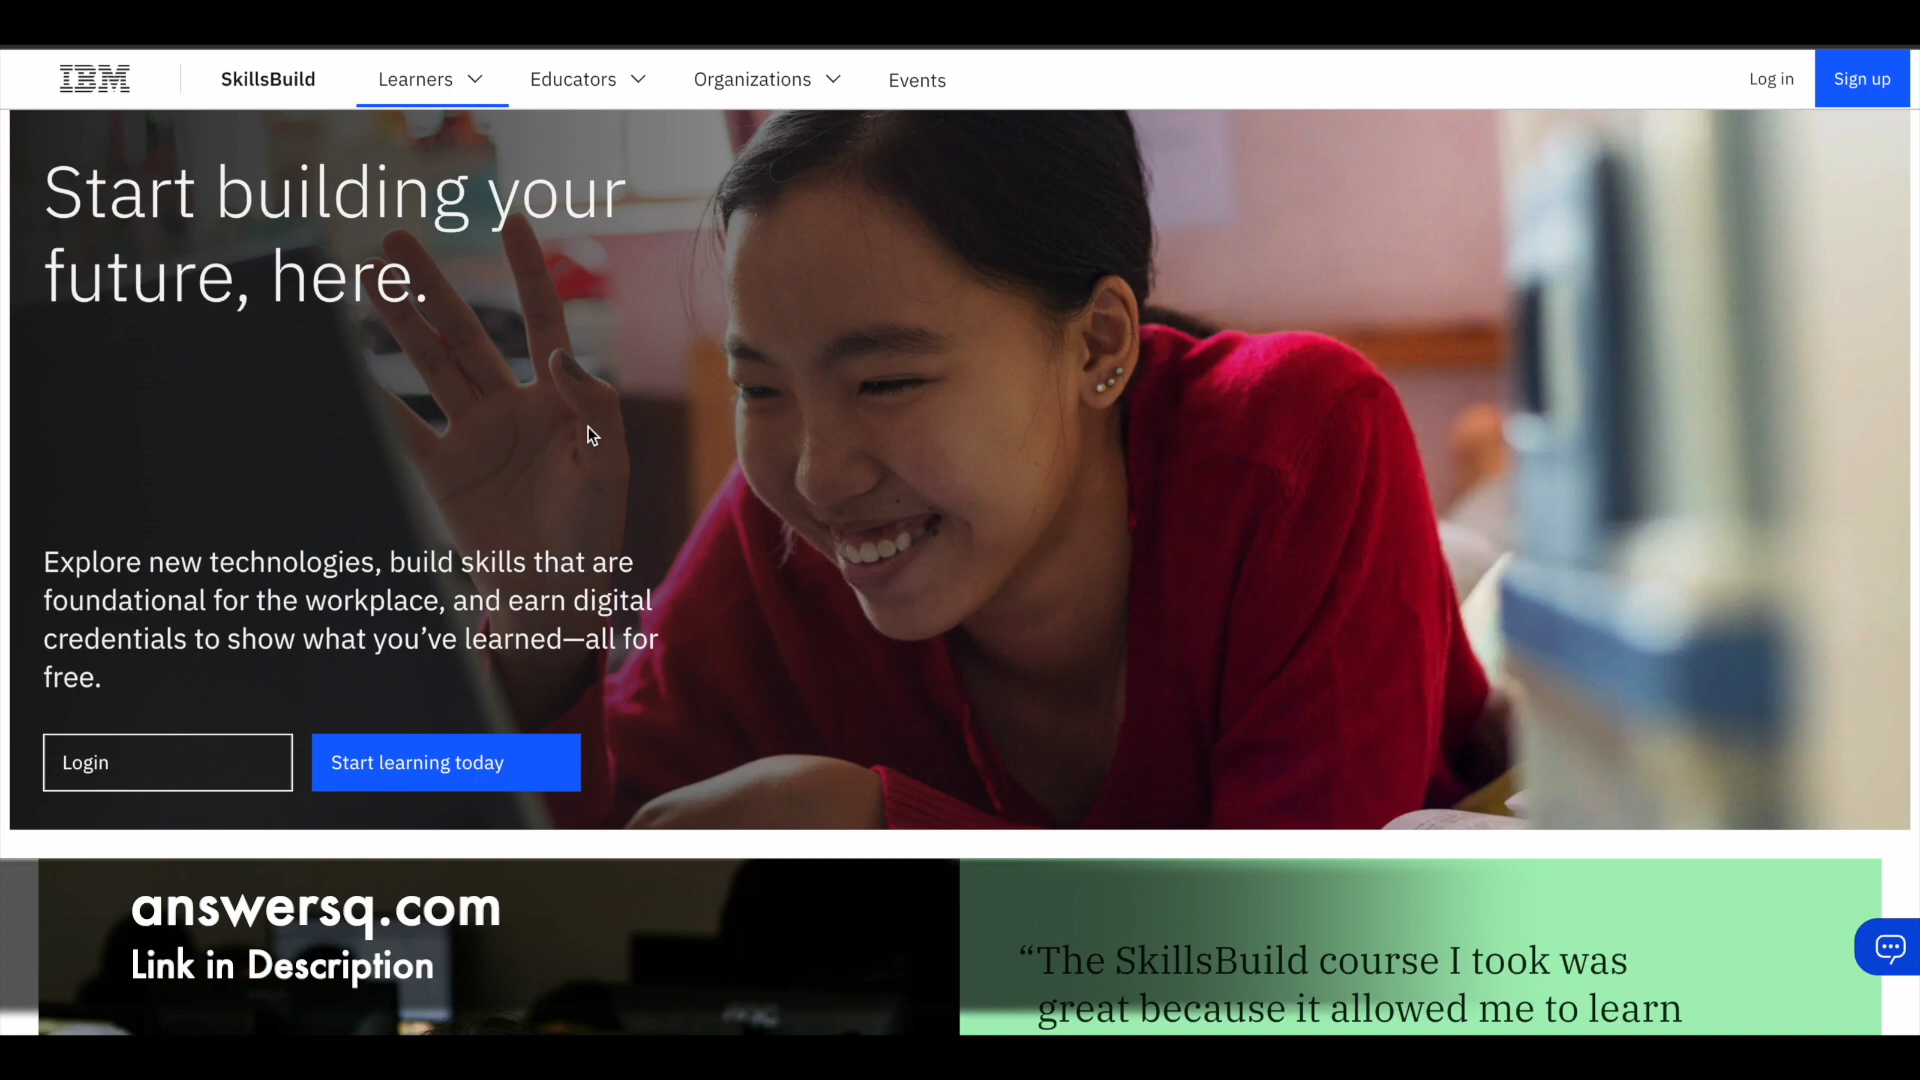 IBM SkillsBuild Learners Educators Organizations Events Log in Sign up
Start building your
future, here.
Explore new technologies, build skills that are
foundational for the workplace, and earn digital
credentials to show what you’ve learned—all for
free.
Login Start learning today
answersq.com
Link in Description
“The SkillsBuild course I took was
great because it allowed me to learn